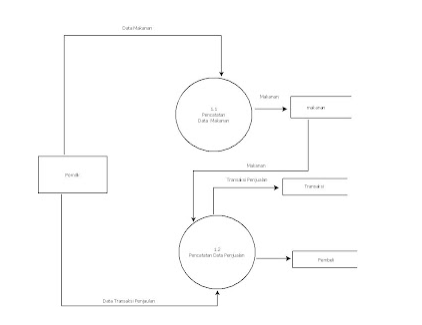 Data Makanan
1.1
Pencatatan
Data Makanan
Makanan
makanan
Pemilik
Makanan
Transaksi Penjualan
Transaksi
1.2
Pencatatan Data Penjualan
Pembeli
Data Transaksi Penjualan